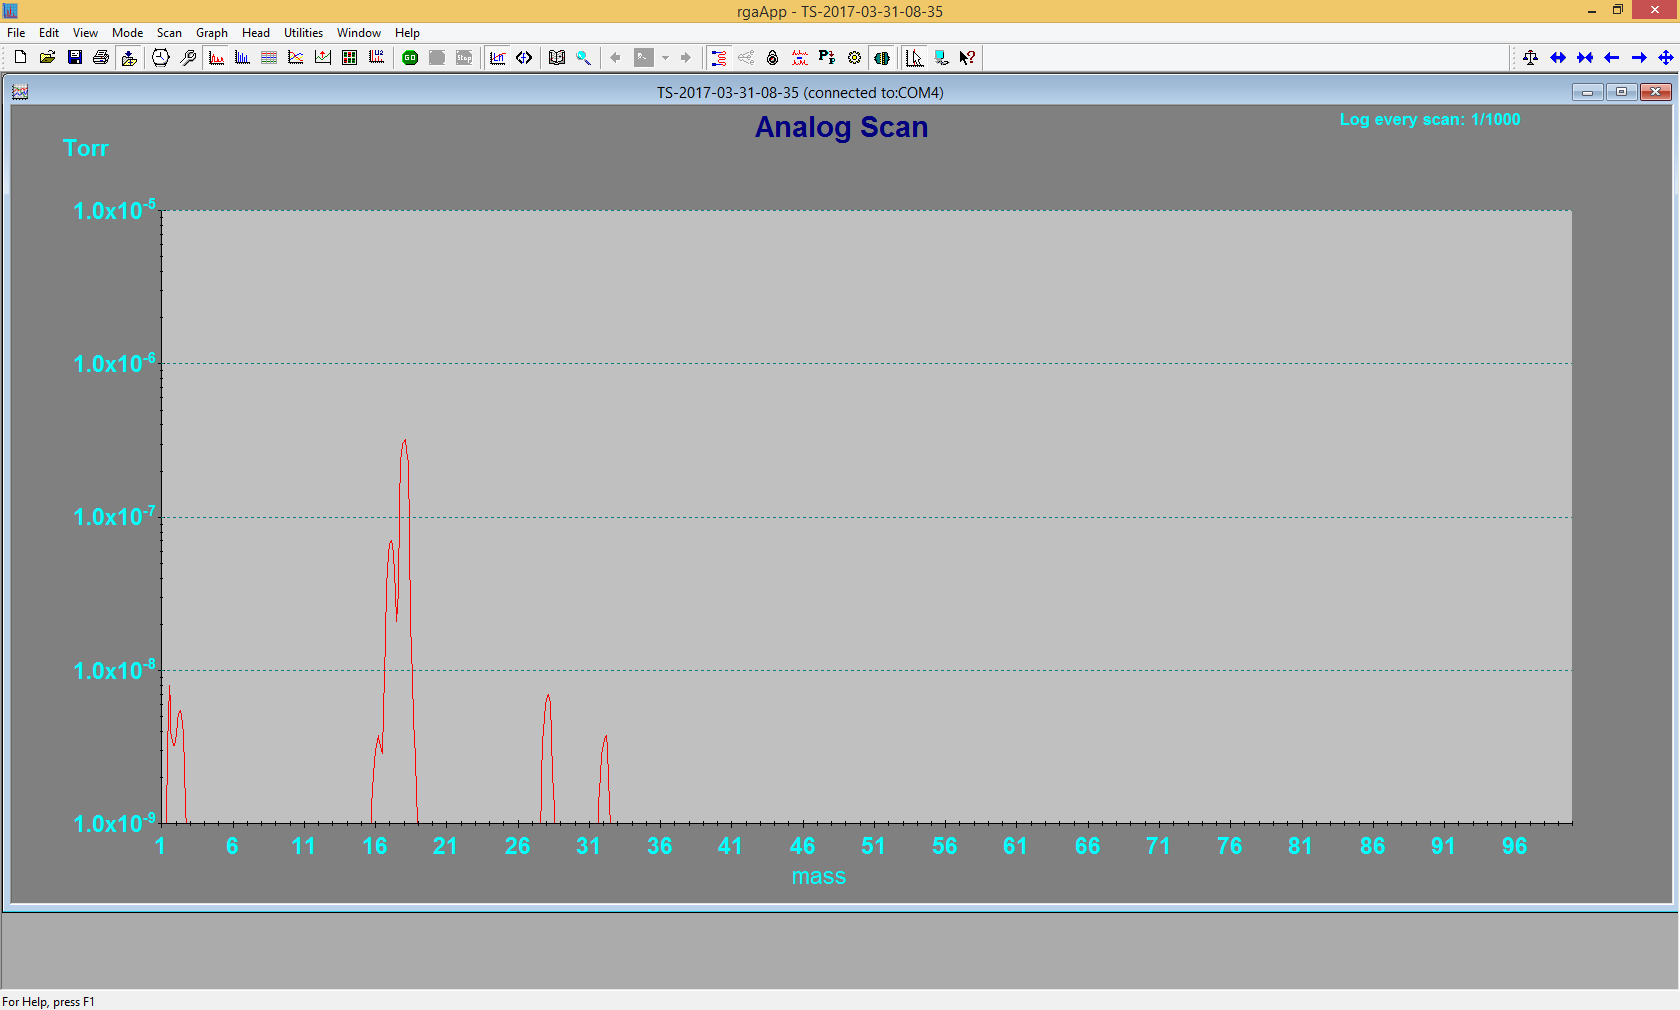 rgaApp - TS-2017-03-31-08-35
File Edit View Mode Scan Graph Head Utilities Window Help
GO Stop
TS-2017-03-31-08-35 (connected to:COM4)
Analog Scan
Log every scan: 1/1000
Torr
1.0x10-5
1.0x10-6
1.0x10-7
1.0x10-8
1.0x10-9
1 6 11 16 21 26 31 36 41 46 51 56 61 66 71 76 81 86 91 96
mass
For Help, press F1